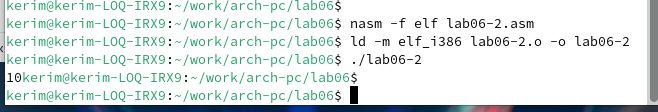 kerim@kerim-LOQ-IRX9:~/work/arch-pc/lab06$
kerim@kerim-LOQ-IRX9:~/work/arch-pc/lab06$ nasm -f elf lab06-2.asm
kerim@kerim-LOQ-IRX9:~/work/arch-pc/lab06$ ld -m elf_i386 lab06-2.o -o lab06-2
kerim@kerim-LOQ-IRX9:~/work/arch-pc/lab06$ ./lab06-2
10kerim@kerim-LOQ-IRX9:~/work/arch-pc/lab06$
kerim@kerim-LOQ-IRX9:~/work/arch-pc/lab06$